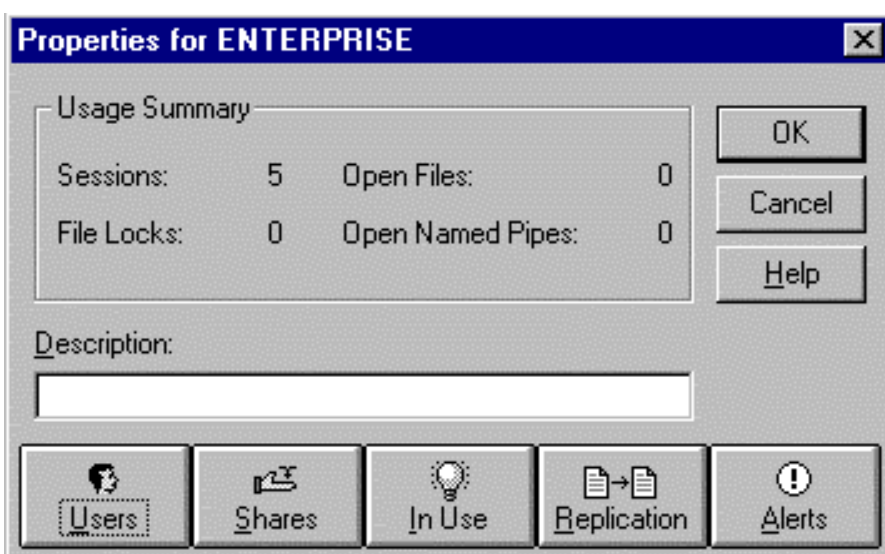 Properties for ENTERPRISE
Usage Summary
Sessions: 5 Open Files: 0
File Locks: 0 Open Named Pipes: 0
OK
Cancel
Help
Description:
Users Shares In Use Replication Alerts